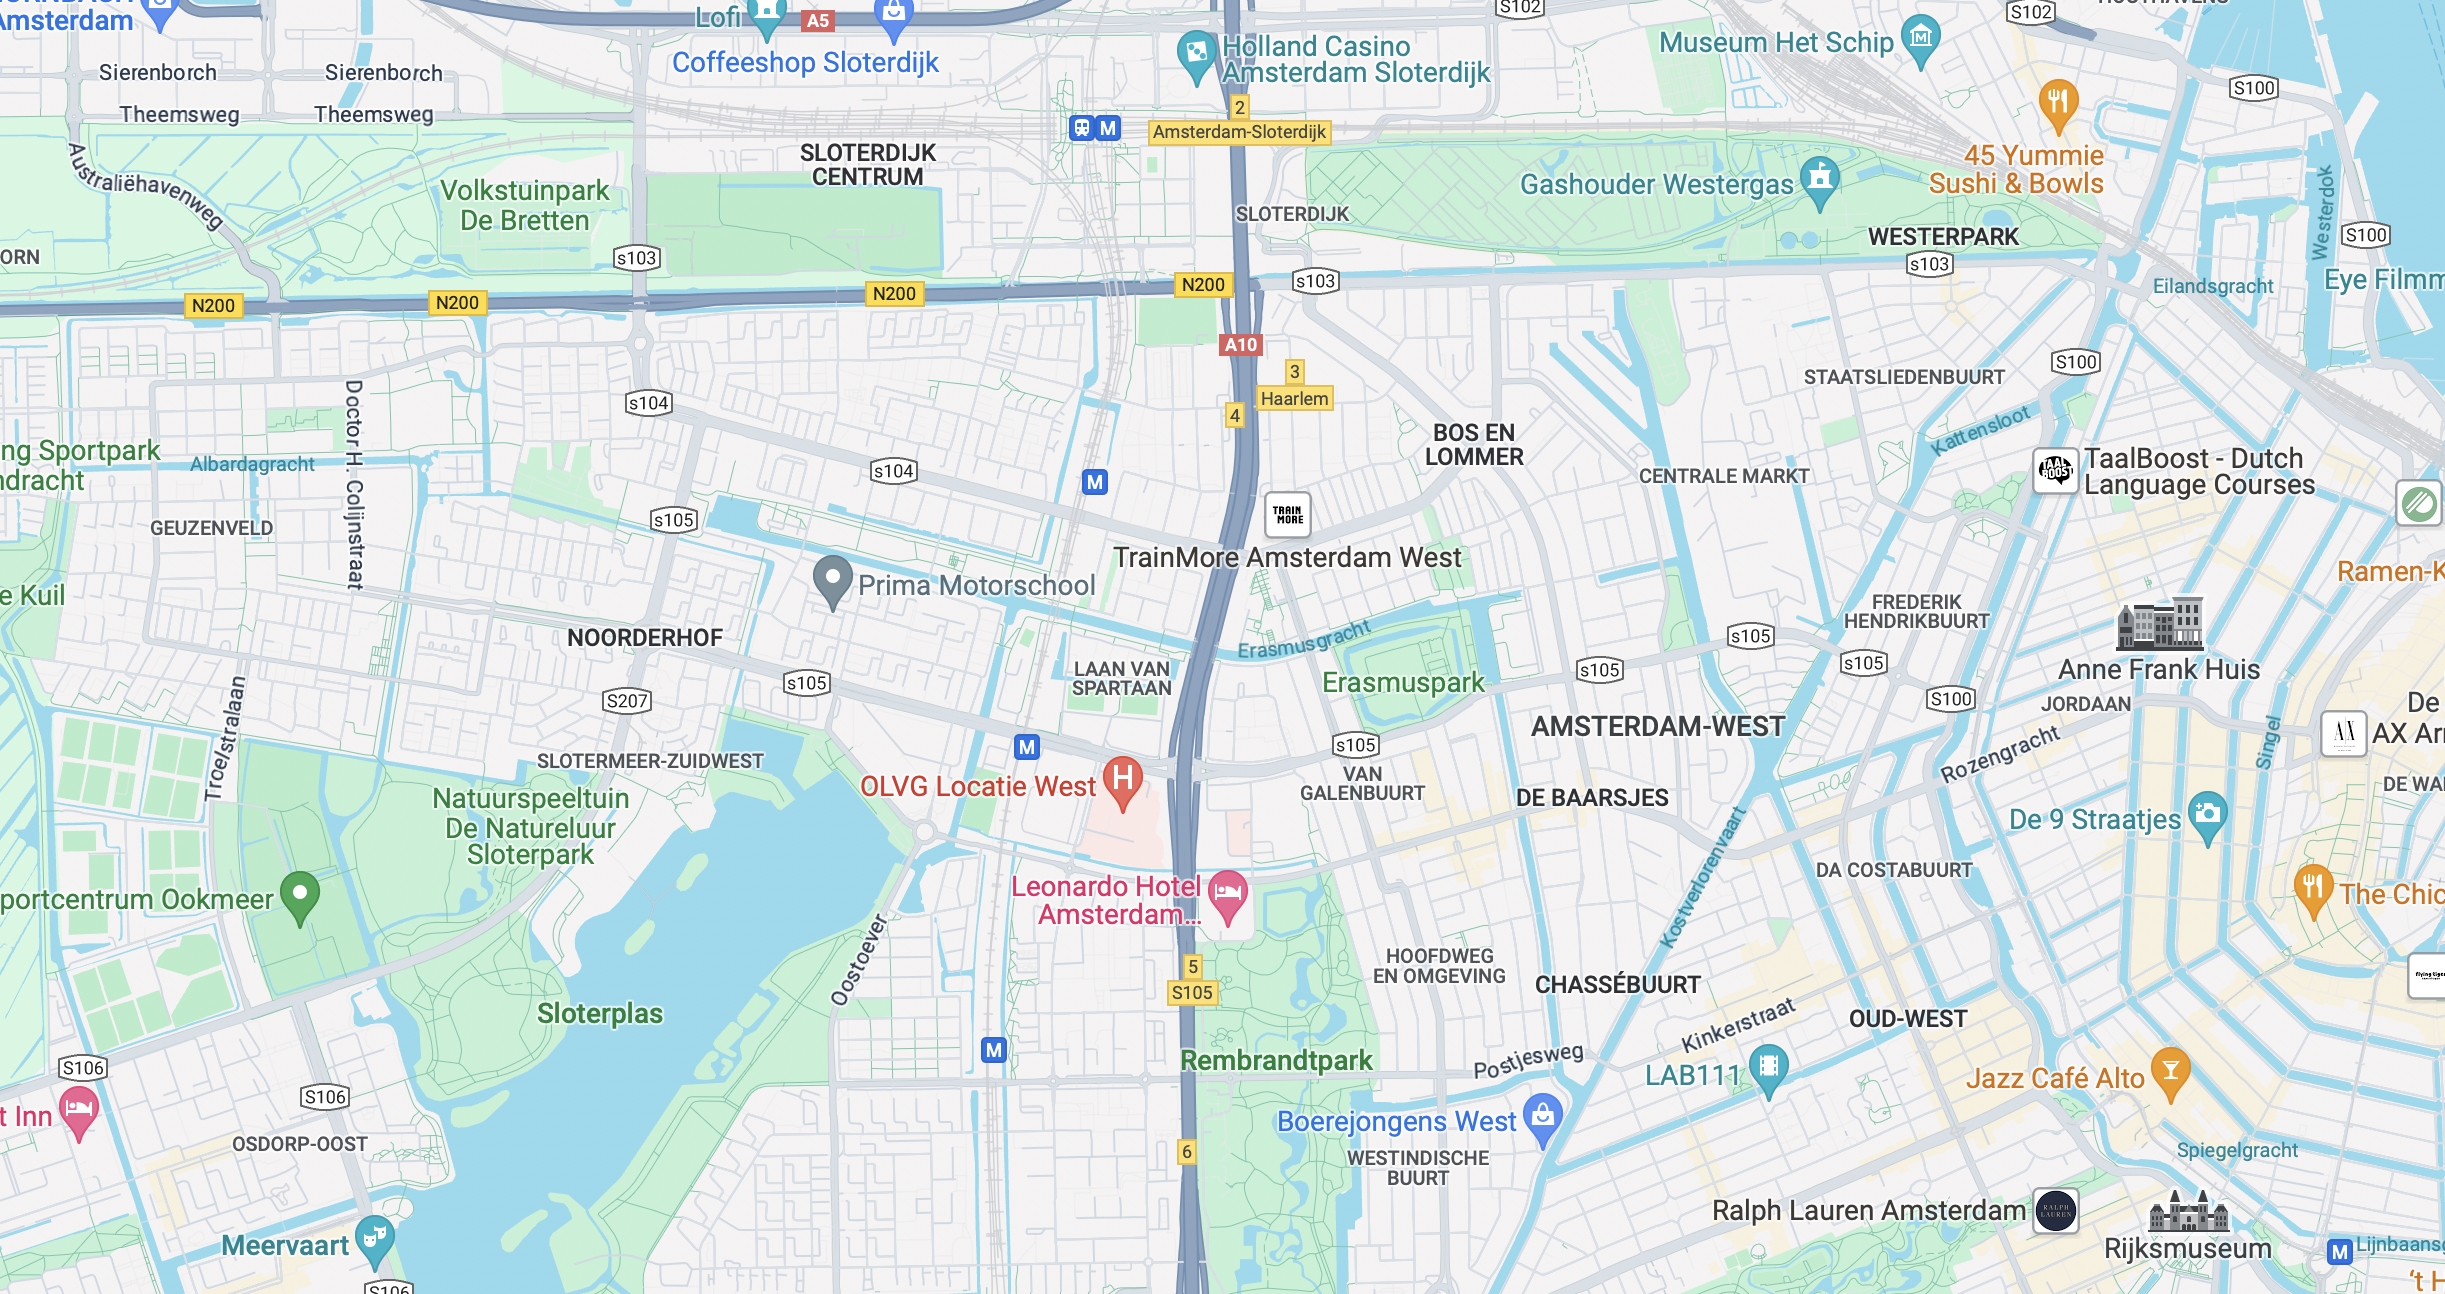 Amsterdam
Lofi
A5
Coffeeshop Sloterdijk
Holland Casino
Amsterdam Sloterdijk
S102
Museum Het Schip
S102
S100
Sierenborch
Sierenborch
Theemsweg
Theemsweg
2
Amsterdam-Sloterdijk
M
45 Yummie
Sushi & Bowls
Australiëhavenweg
Volkstuinpark
De Bretten
SLOTERDIJK
CENTRUM
SLOTERDIJK
Gashouder Westergas
WESTERPARK
Westerdok
S100
ORN
s103
s103
s103
N200
N200
N200
N200
Eilandsgracht
Eye Filmm
A10
3
Haarlem
4
S100
STAATSLIEDENBUURT
Doctor H. Colijnstraat
s104
s104
BOS EN
LOMMER
Kattensloot
CENTRALE MARKT
ng Sportpark
ndracht
Albardagracht
M
TAAL
BOOST
TaalBoost - Dutch
Language Courses
GEUZENVELD
s105
TRAIN
MORE
TrainMore Amsterdam West
Prima Motorschool
Ramen-K
e Kuil
NOORDERHOF
Erasmusgracht
FREDERIK
HENDRIKBUURT
s105
s105
s105
Anne Frank Huis
LAAN VAN
SPARTAAN
Erasmuspark
s105
S207
S100
JORDAAN
Troelstralaan
SLOTERMEER-ZUIDWEST
M
s105
AMSTERDAM-WEST
Rozengracht
Singel
De
AX
AX Ar
OLVG Locatie West
H
VAN
GALENBUURT
DE BAARSJES
DE WA
Natuurspeeltuin
De Natureluur
Sloterpark
De 9 Straatjes
Kostverlorenvaart
DA COSTABUURT
portcentrum Ookmeer
Leonardo Hotel
Amsterdam...
The Chic
Oostoever
5
S105
HOOFDWEG
EN OMGEVING
CHASSÉBUURT
flying tiger
Sloterplas
Kinkerstraat
OUD-WEST
S106
M
Rembrandtpark
Postjesweg
LAB111
Jazz Café Alto
t Inn
S106
OSDORP-OOST
Boerejongens West
6
WESTINDISCHE
BUURT
Spiegelgracht
Meervaart
Ralph Lauren Amsterdam
RALPH
LAUREN
Rijksmuseum
M
Lijnbaansg
S106
't H